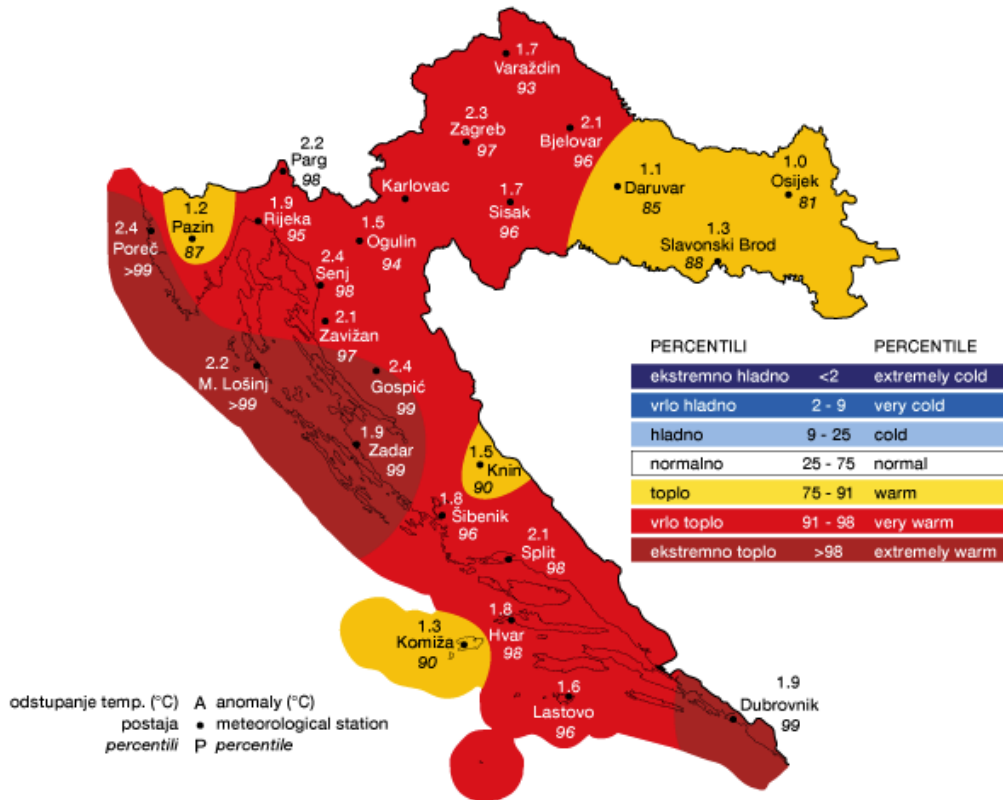 1.7
Varaždin
93
2.3
Zagreb
97
2.1
Bjelovar
96
2.2
Parg
98
Karlovac
1.7
Sisak
96
1.1
Daruvar
85
1.0
Osijek
81
1.3
Slavonski Brod
88
1.2
Pazin
87
2.4
Poreč
>99
1.9
Rijeka
95
1.5
Ogulin
94
2.4
Senj
98
2.1
Zavižan
97
2.2
M. Lošinj
>99
2.4
Gospić
99
1.9
Zadar
99
1.5
Knin
90
1.8
Šibenik
96
2.1
Split
98
1.8
Hvar
98
1.3
Komiža
90
1.6
Lastovo
96
1.9
Dubrovnik
99
PERCENTILI PERCENTILE
ekstremno hladno <2 extremely cold
vrlo hladno 2 - 9 very cold
hladno 9 - 25 cold
normalno 25 - 75 normal
toplo 75 - 91 warm
vrlo toplo 91 - 98 very warm
ekstremno toplo >98 extremely warm
odstupanje temp. (°C) A anomaly (°C)
postaja • meteorological station
percentili P percentile